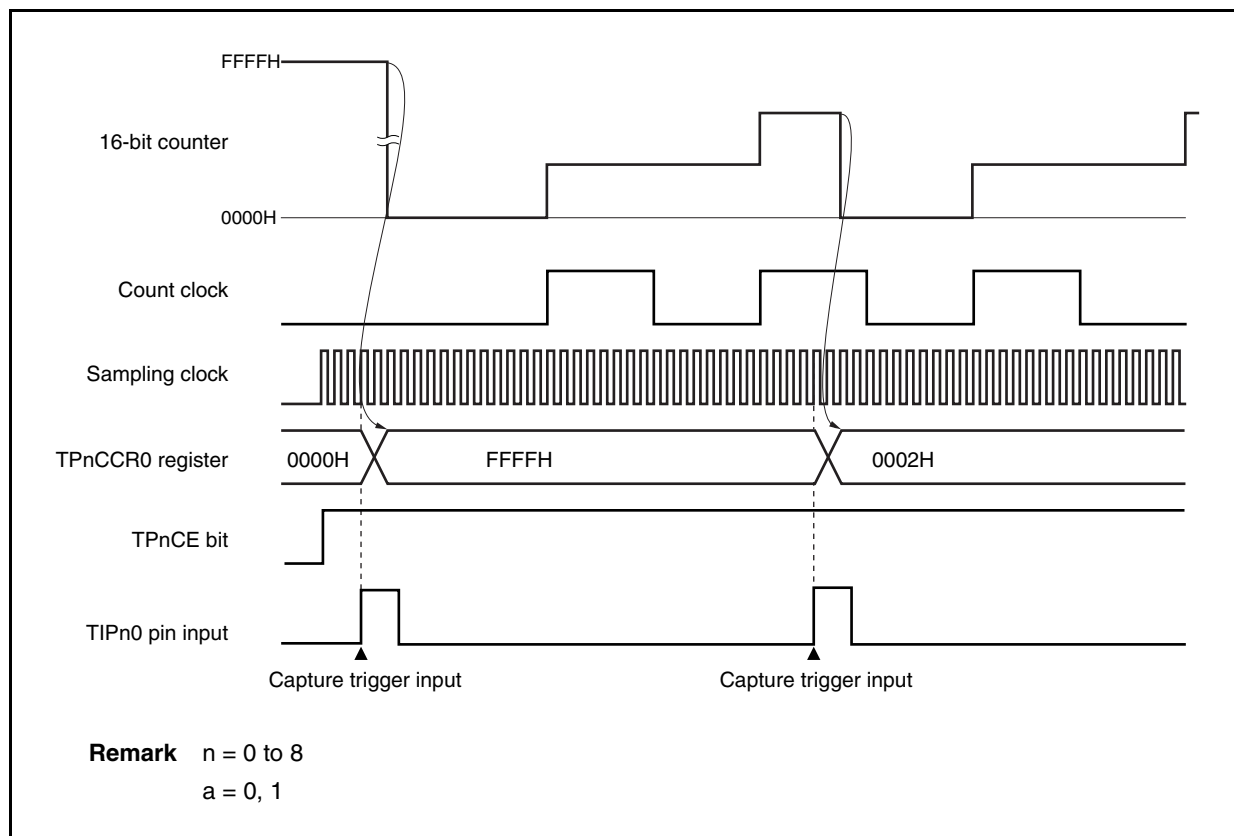 FFFFH
16-bit counter
0000H
Count clock
Sampling clock
TPnCCR0 register
0000H
FFFFH
0002H
TPnCE bit
TIPn0 pin input
Capture trigger input
Capture trigger input
Remark n = 0 to 8
a = 0, 1